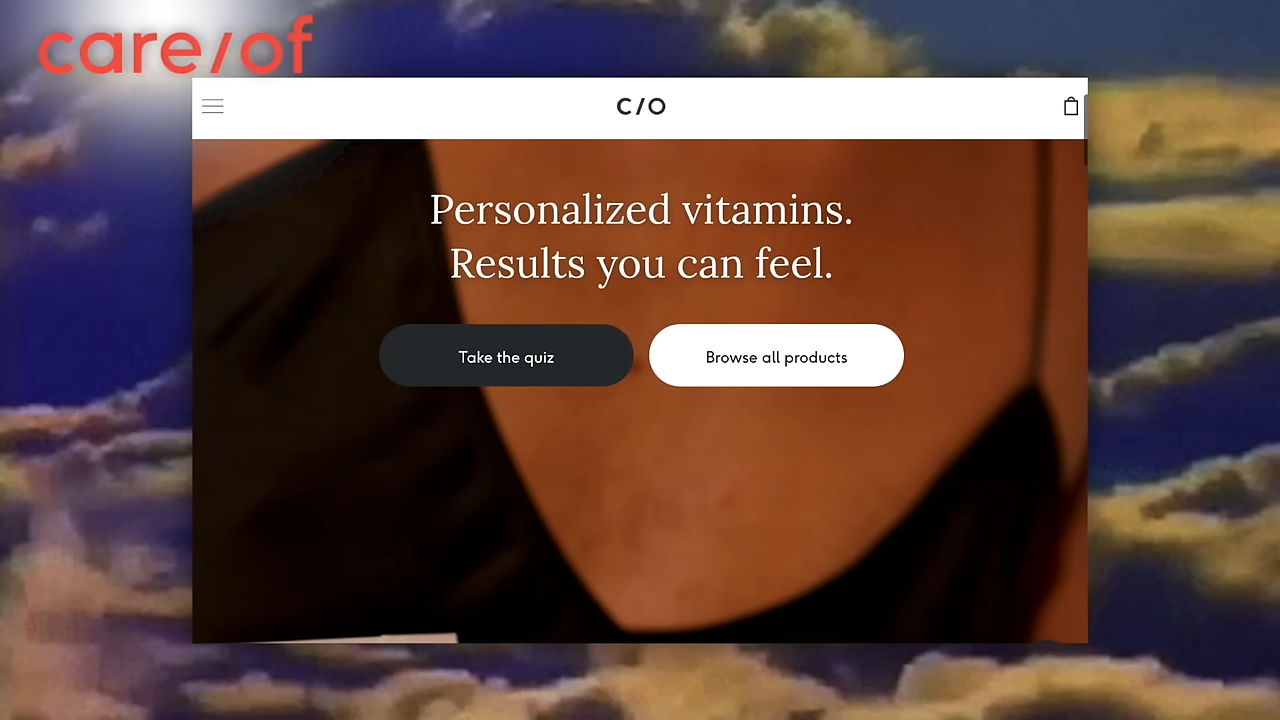 care/of
C/O
Personalized vitamins.
Results you can feel.
Take the quiz
Browse all products